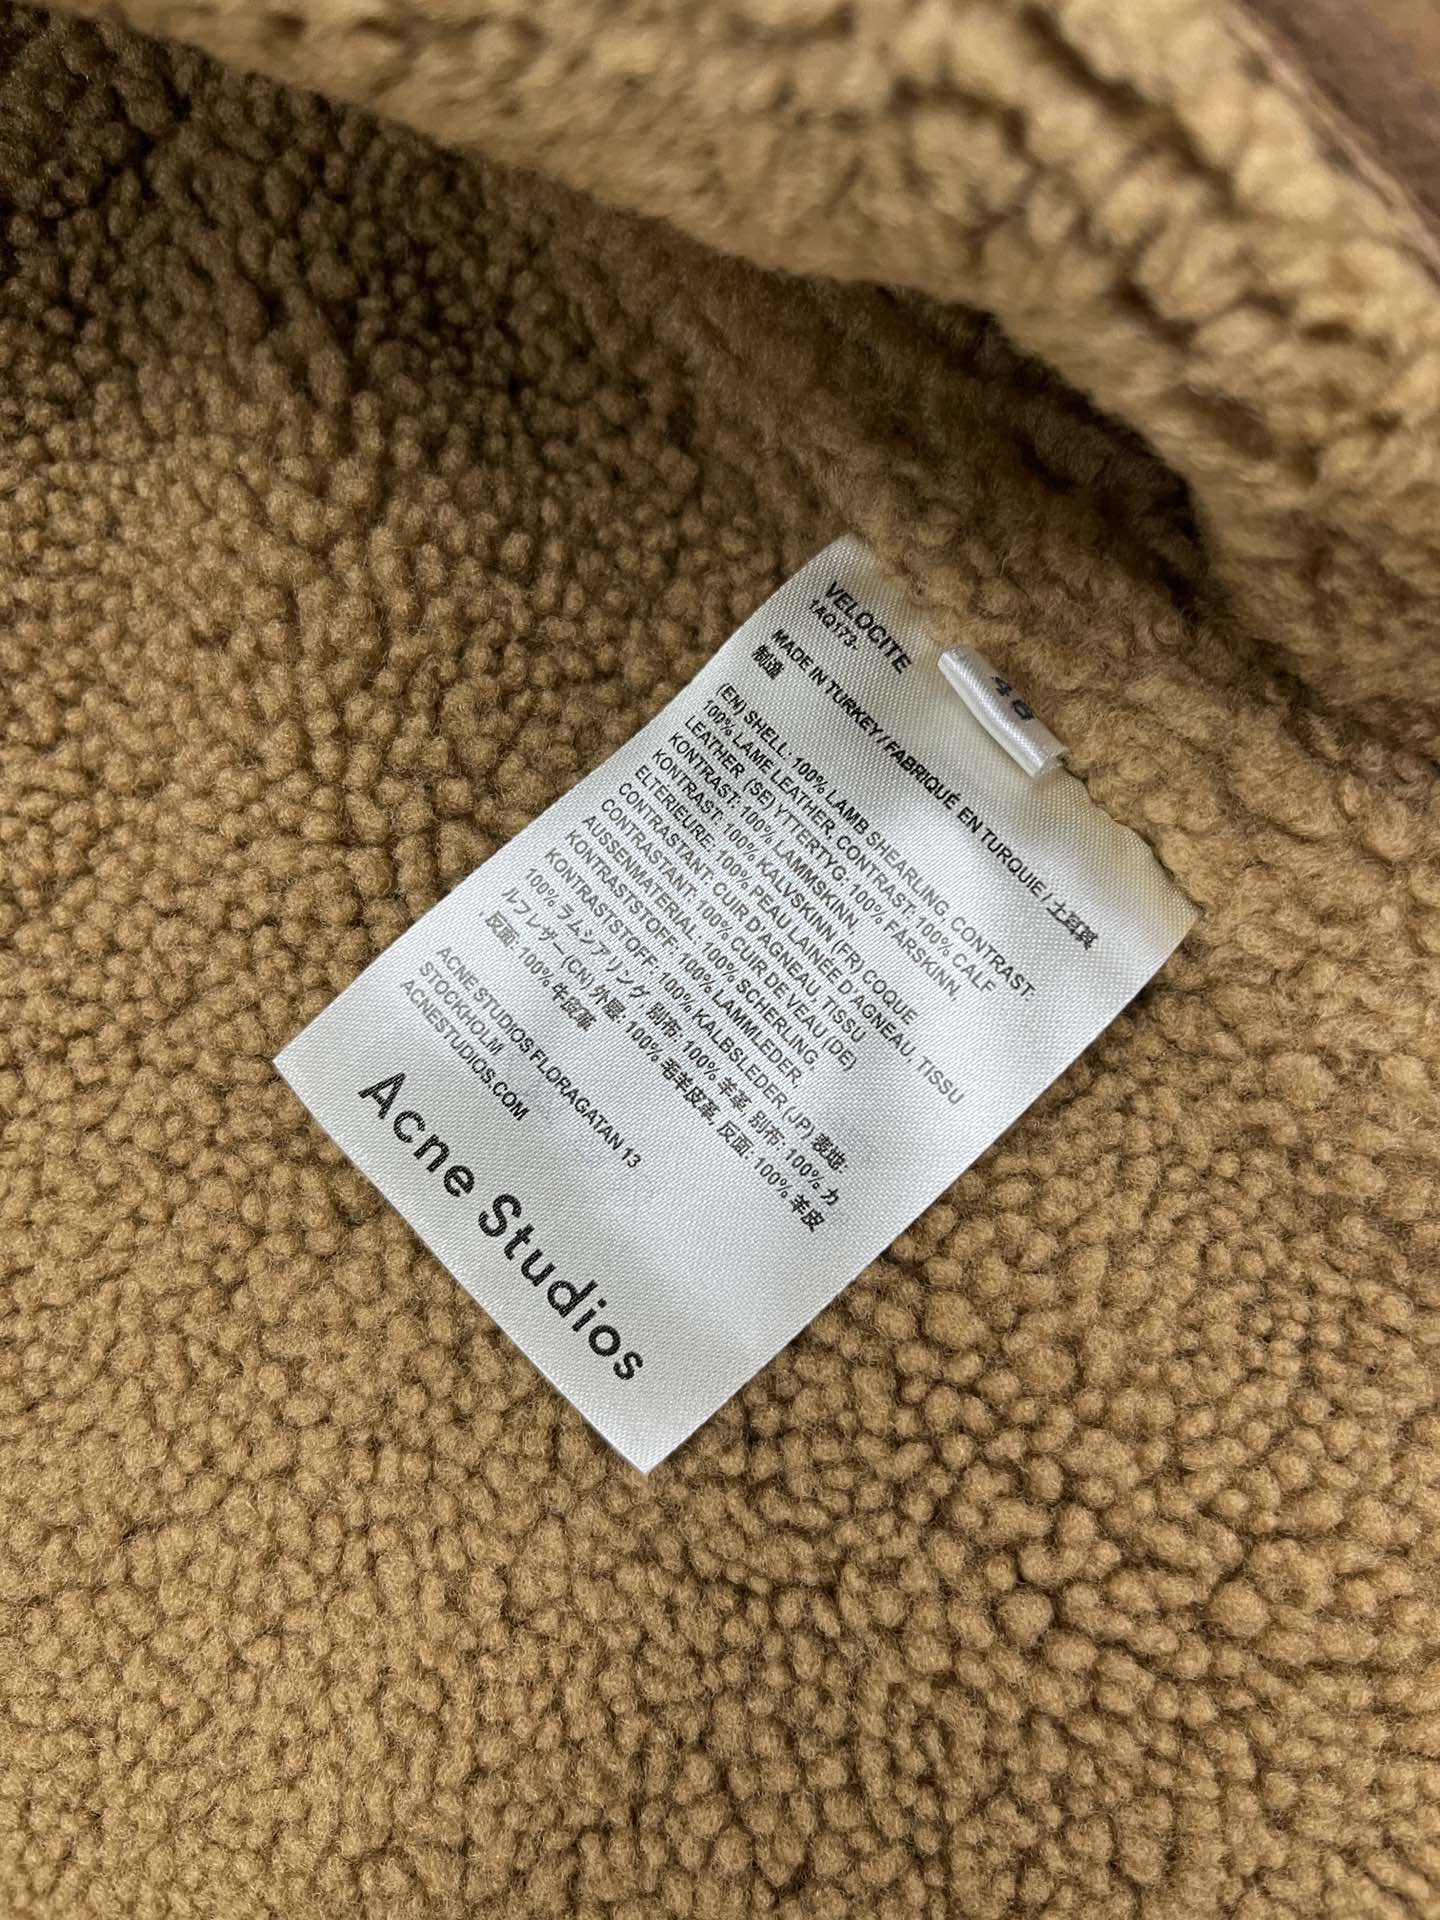 VELOCITE
1AQ173-
48
MADE IN TURKEY / FABRIQUÉ EN TURQUIE / 土耳其
制造
(EN) SHELL: 100% LAMB SHEARLING, CONTRAST:
100% LAME LEATHER, CONTRAST: 100% CALF
LEATHER (SE) YTTERTYG: 100% FÅRSKINN,
KONTRAST: 100% LAMMSKINN,
KONTRAST: 100% KALVSKINN (FR) COQUE
ELTERIEURE: 100% PEAU LAINÉE D'AGNEAU, TISSU
CONTRASTANT: CUIR D'AGNEAU, TISSU
CONTRASTANT: 100% CUIR DE VEAU (DE)
AUSSENMATERIAL: 100% SCHERLING,
KONTRASTSTOFF: 100% LAMMLEDER,
KONTRASTSTOFF: 100% KALBSLEDER (JP) 表地:
100% ラムシアリング, 別布: 100% 羊革, 別布: 100% カ
ルフレザー (CN) 外层: 100% 毛羊皮革, 反面: 100% 羊皮
, 反面: 100% 牛皮革
ACNE STUDIOS FLORAGATAN 13
STOCKHOLM
ACNESTUDIOS.COM
Acne Studios